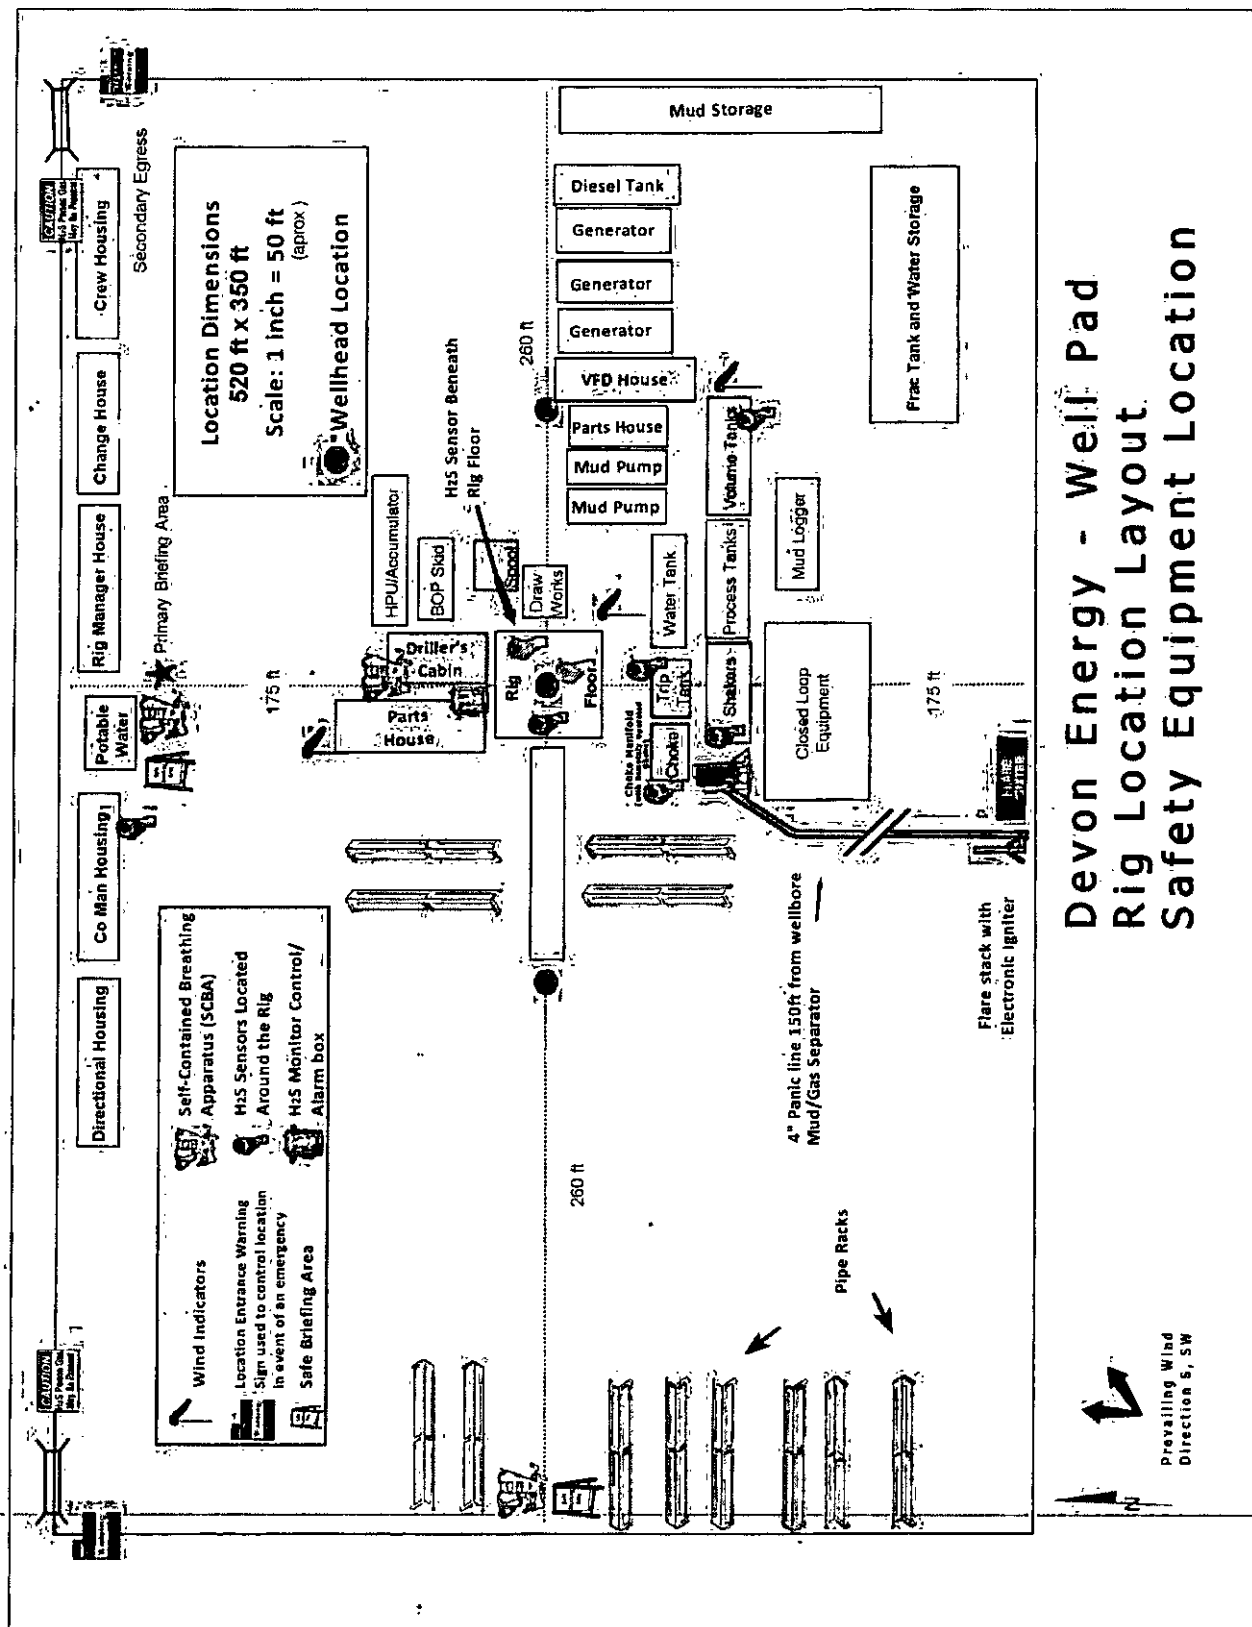 Devon Energy - Well Pad
Rig Location Layout
Safety Equipment Location
Secondary Egress
Crew Housing
Change House
Rig Manager House
Primary Briefing Area
Potable
Water
Co Man Housing
Directional Housing
CAUTION
CAUTION
Location Dimensions
520 ft x 350 ft
Scale: 1 inch = 50 ft
(aprox )
Wellhead Location
Self-Contained Breathing
Apparatus (SCBA)
H2S Sensors Located
Around the Rig
H2S Monitor Control/
Alarm box
Wind Indicators
Location Entrance Warning
Sign used to control location
in event of an emergency
Safe Briefing Area
Mud Storage
Diesel Tank
Generator
Generator
Generator
VFD House
Parts House
Mud Pump
Mud Pump
260 ft
H2S Sensor Beneath
Rig Floor
HPU/Accumulator
BOP Skid
Spool
Draw
Works
Driller's
Cabin
Parts
House
175 ft
Rig
Floor
Water Tank
Trip
Tank
Choke
Choke Manifold
Volume Tanks
Process Tanks
Shakers
Mud Logger
Closed Loop
Equipment
Frac Tank and Water Storage
175 ft
260 ft
4" Panic line 150ft from wellbore
Mud/Gas Separator
Flare stack with
Electronic Igniter
Pipe Racks
Prevailing Wind
Direction S, SW
N